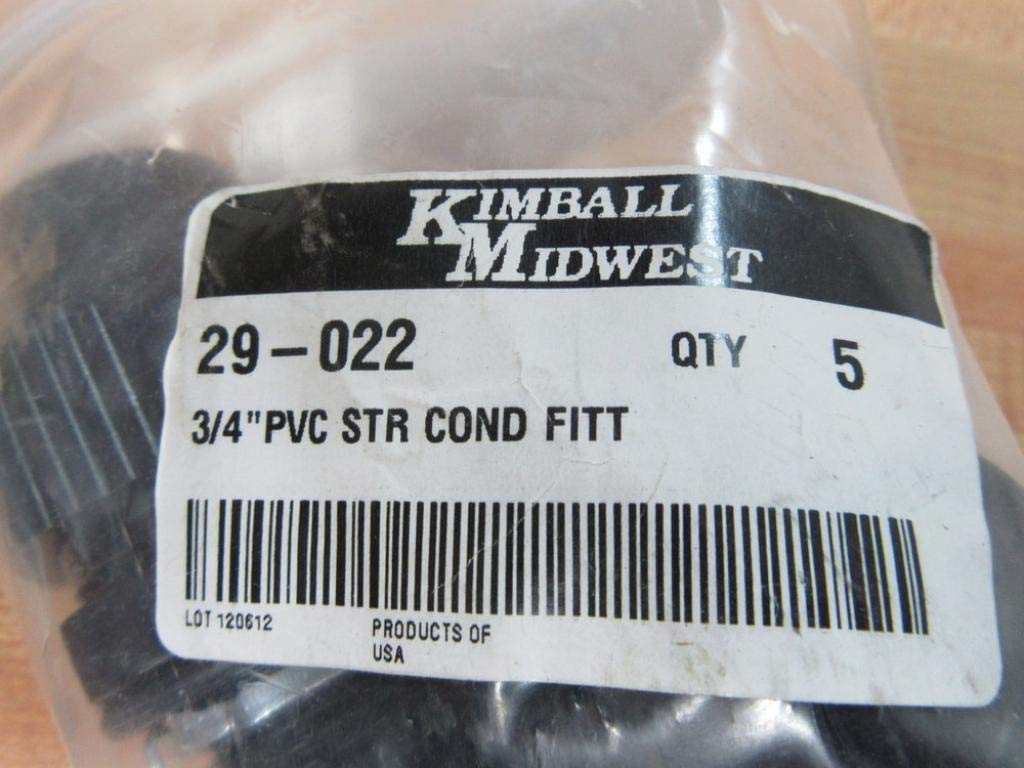 KIMBALL
MIDWEST
29-022 QTY 5
3/4" PVC STR COND FITT
LOT 120612
PRODUCTS OF
USA